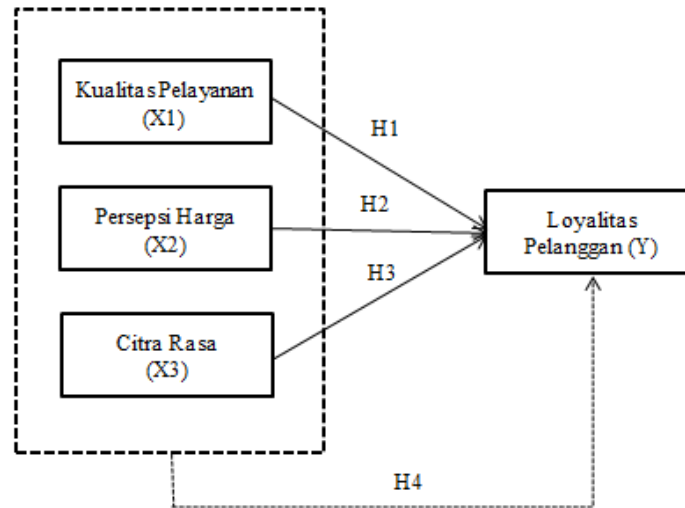 Kualitas Pelayanan
(X1)
H1
Persepsi Harga
(X2)
H2
Loyalitas
Pelanggan (Y)
H3
Citra Rasa
(X3)
H4